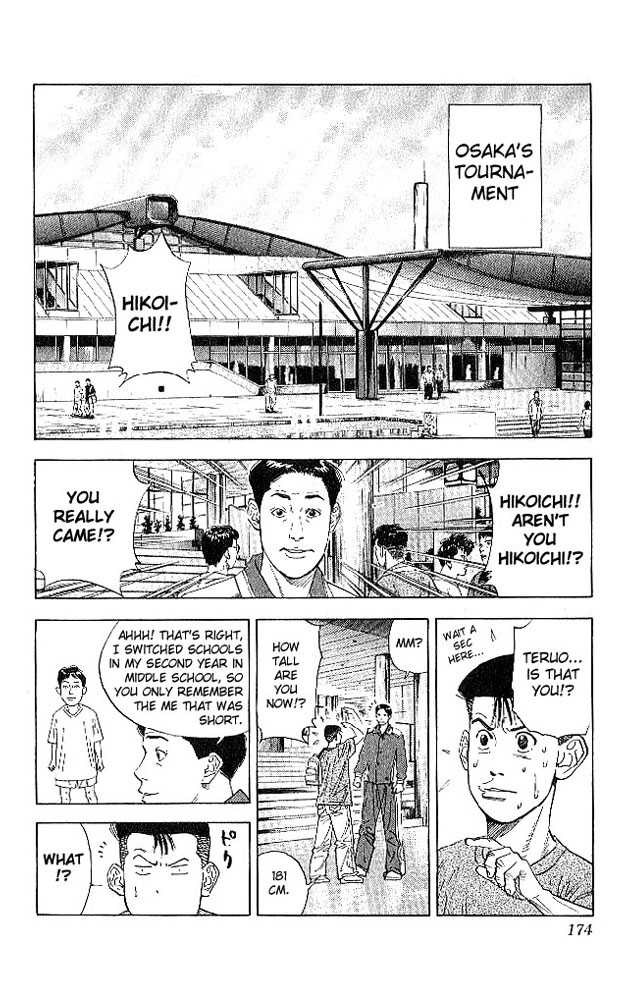 OSAKA'S
TOURNA-
MENT
HIKOI-
CHI!!
HIKOICHI!!
AREN'T
YOU
HIKOICHI!?
YOU
REALLY
CAME!?
TERUO...
IS THAT
YOU!?
WAIT A
SEC
HERE...
MM?
HOW
TALL
ARE
YOU
NOW!?
181
CM.
AHHH! THAT'S RIGHT,
I SWITCHED SCHOOLS
IN MY SECOND YEAR IN
MIDDLE SCHOOL, SO
YOU ONLY REMEMBER
THE ME THAT WAS
SHORT.
ピク
WHAT
!?
174